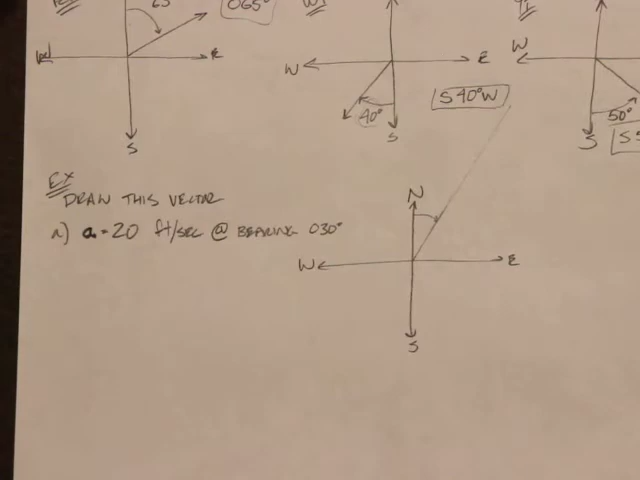 65°
065°
W
E
S
W
E
40°
S
S 40° W
W
50°
S
EX
DRAW THIS VECTOR
a) a = 20 ft/sec @ BEARING 030°
N
W
E
S